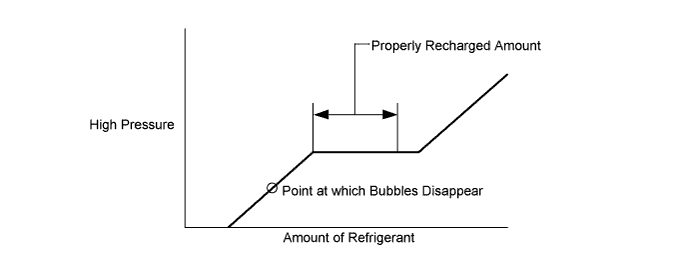 Properly Recharged Amount
High Pressure
Point at which Bubbles Disappear
Amount of Refrigerant